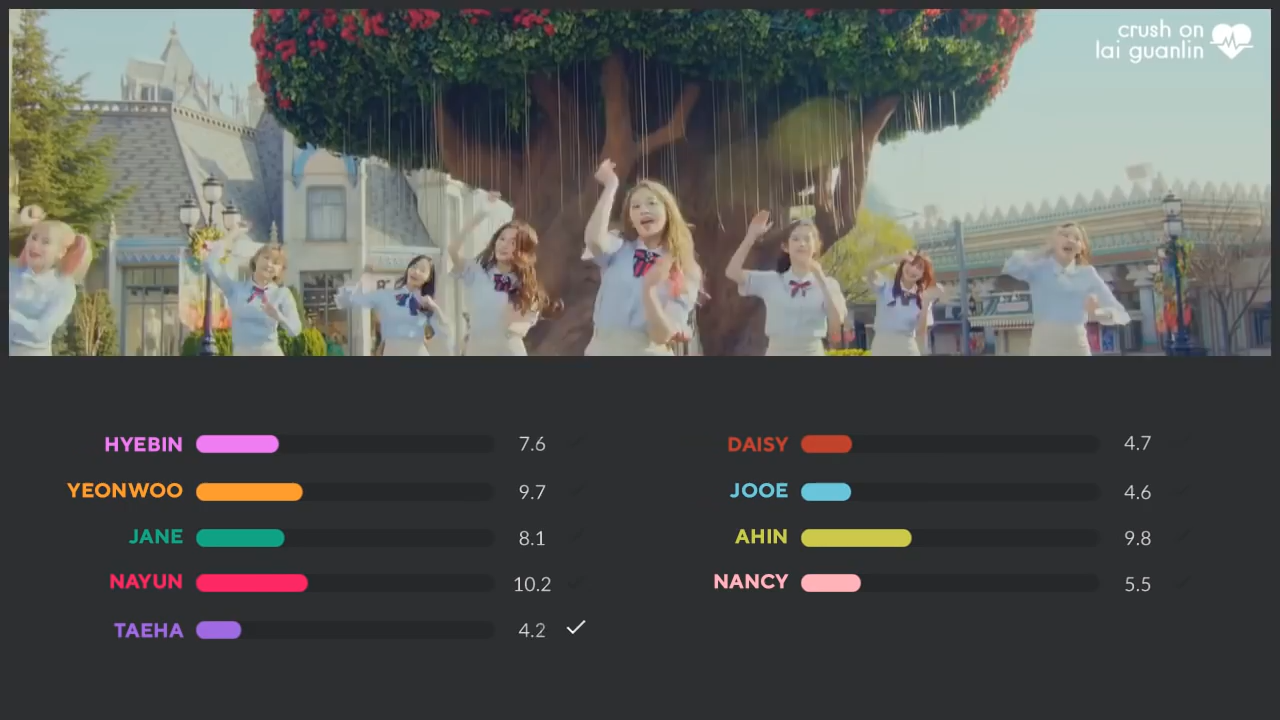 crush on
lai guanlin
HYEBIN 7.6
YEONWOO 9.7
JANE 8.1
NAYUN 10.2
TAEHA 4.2
DAISY 4.7
JOOE 4.6
AHIN 9.8
NANCY 5.5